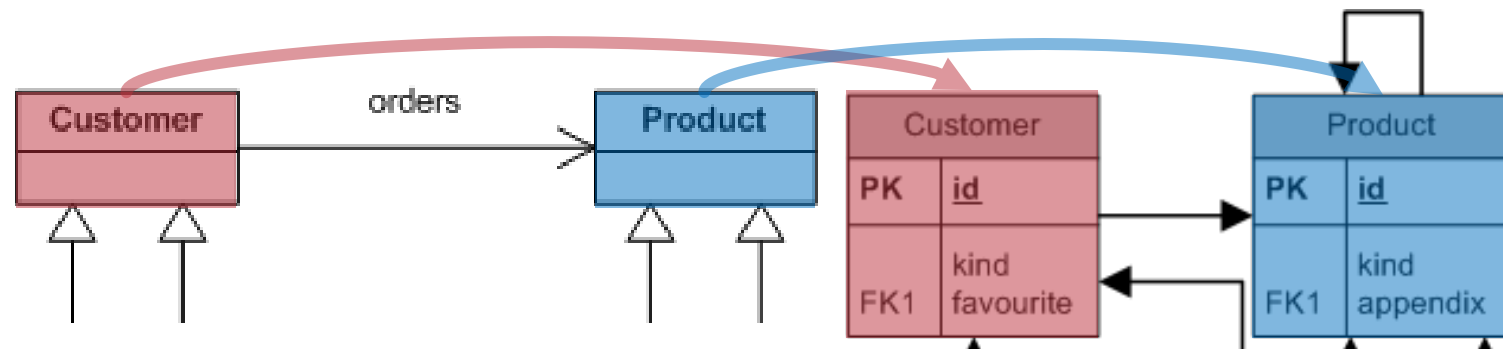 Customer
orders
Product
Customer
PK id
kind
FK1 favourite
Product
PK id
kind
FK1 appendix